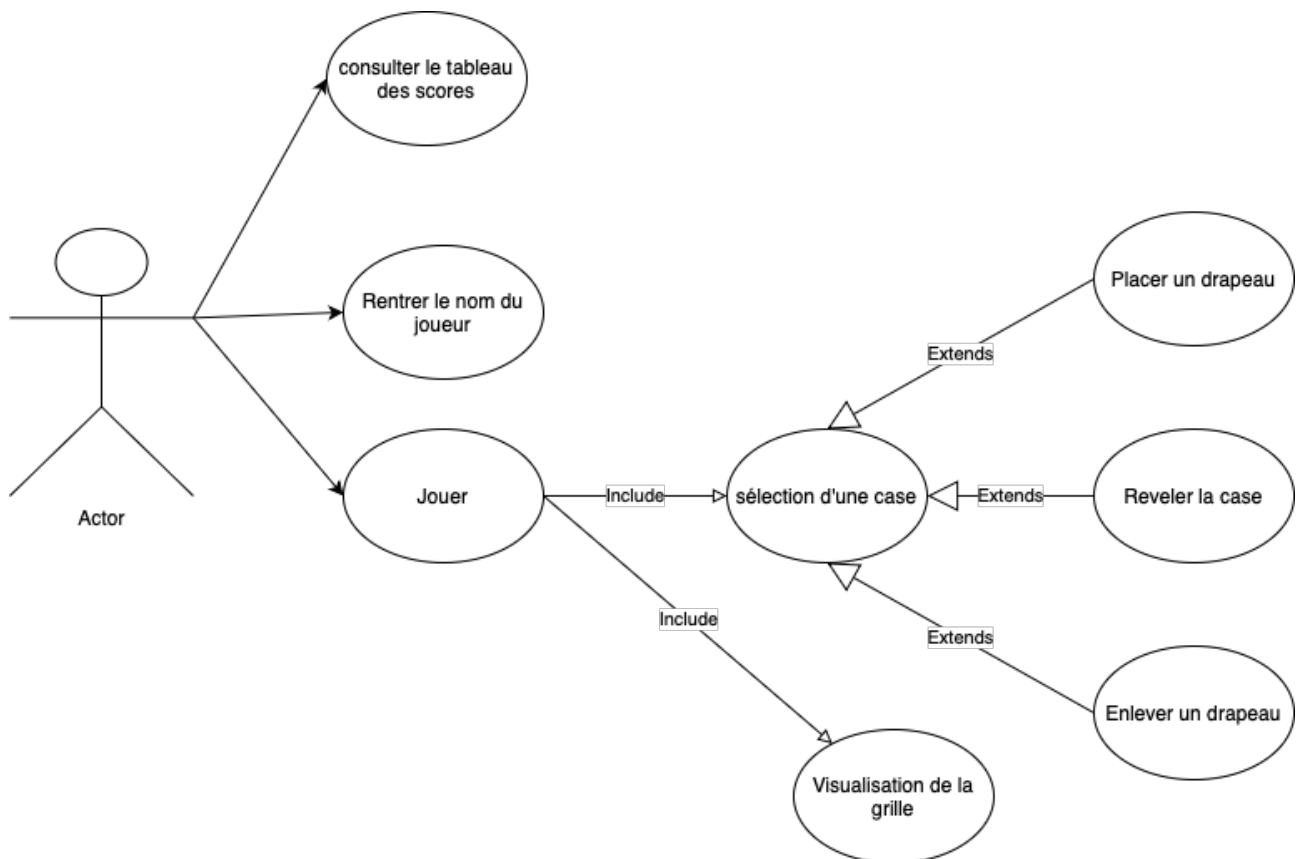 consulter le tableau
des scores
Rentrer le nom du
joueur
Placer un drapeau
Extends
Jouer
Include
sélection d'une case
Extends
Reveler la case
Actor
Include
Extends
Enlever un drapeau
Visualisation de la
grille